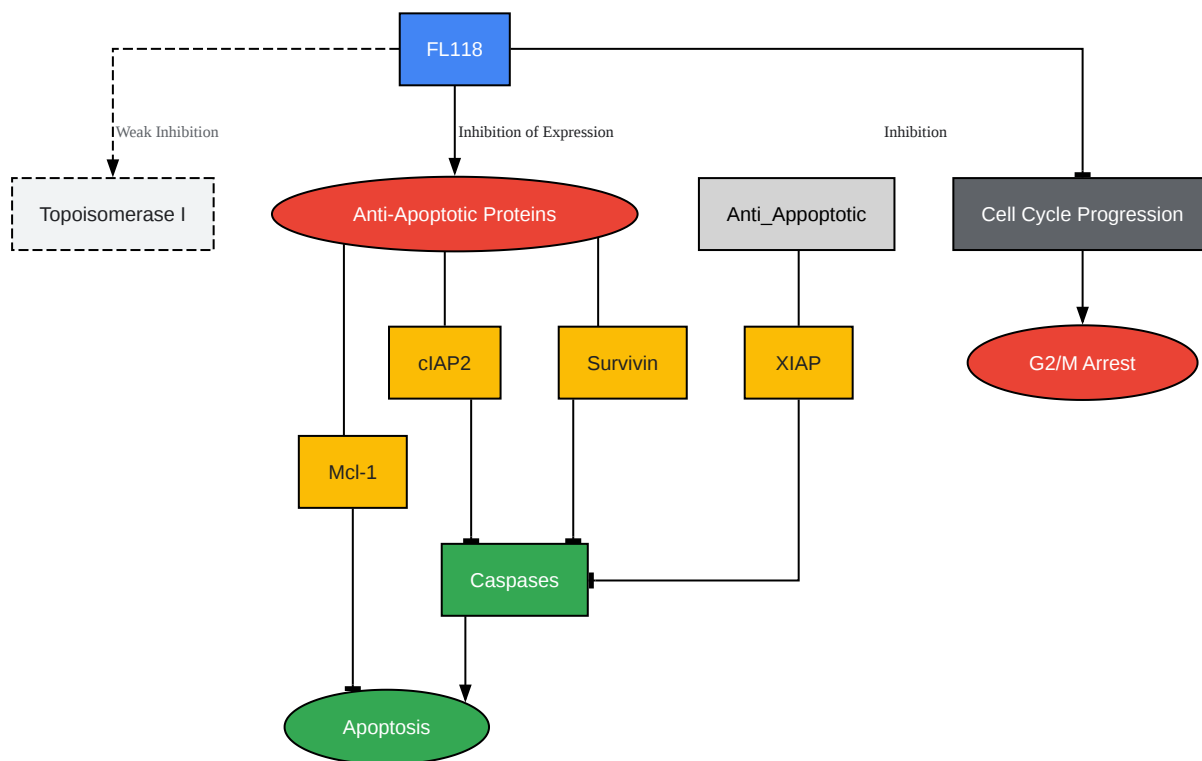 FL118
Weak Inhibition
Inhibition of Expression
Inhibition
Topoisomerase I
Anti-Apoptotic Proteins
Anti_Appoptotic
Cell Cycle Progression
cIAP2
Survivin
XIAP
G2/M Arrest
Mcl-1
Caspases
Apoptosis